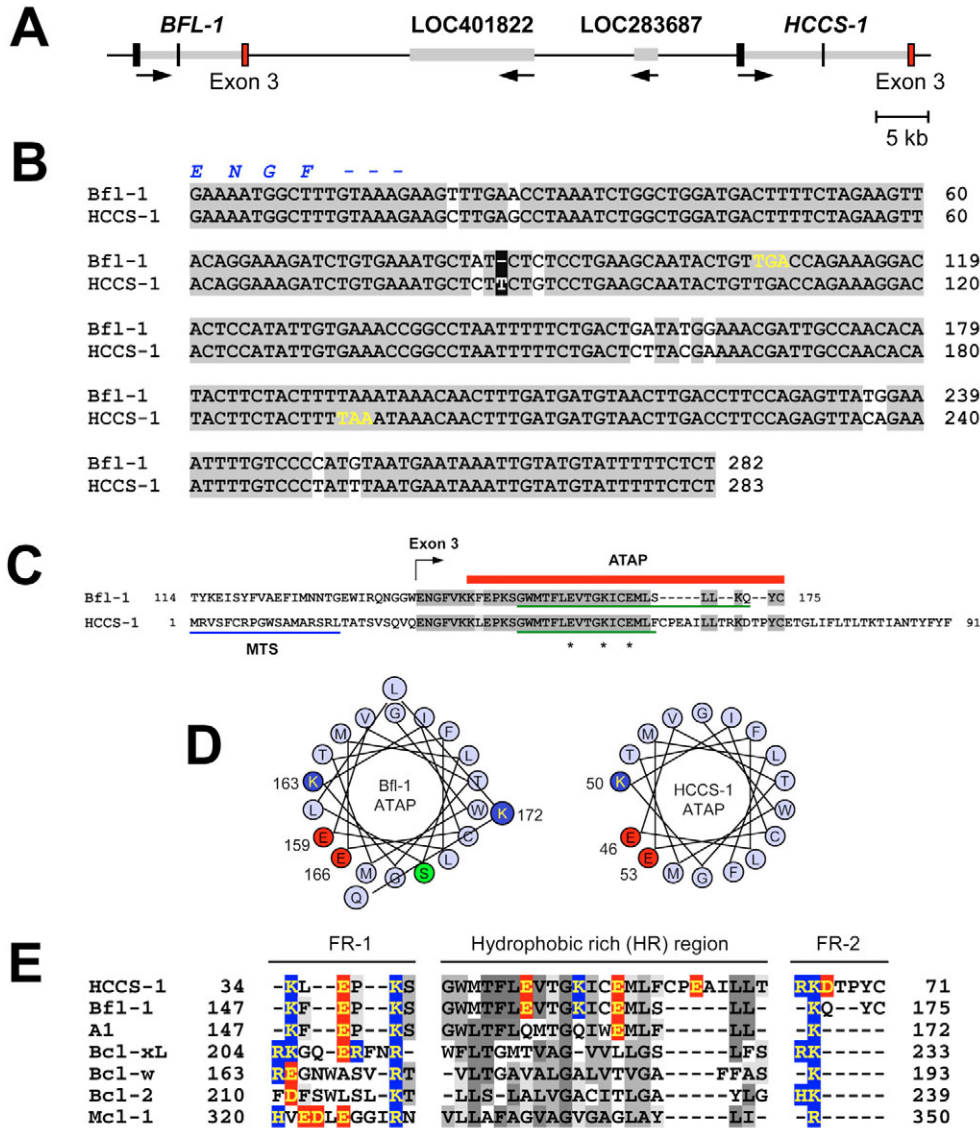 A
BFL-1 LOC401822 LOC283687 HCCS-1
Exon 3 Exon 3
5 kb
B
E N G F - - -
Bfl-1 GAAAATGGCTTTGTAAAGAAGTTTGAACCTAAATCTGGCTGGATGACTTTTCTAGAAGTT 60
HCCS-1 GAAAATGGCTTTGTAAAGAAGCTTGAGCCTAAATCTGGCTGGATGACTTTTCTAGAAGTT 60
Bfl-1 ACAGGAAAGATCTGTGAAATGCTAT-CTCTCCTGAAGCAATACTGTTGACCAGAAAGGAC 119
HCCS-1 ACAGGAAAGATCTGTGAAATGCTCTTCTGTCCTGAAGCAATACTGTTGACCAGAAAGGAC 120
Bfl-1 ACTCCATATTGTGAAACCGGCCTAATTTTTCTGACTGATATGGAAACGATTGCCAACACA 179
HCCS-1 ACTCCATATTGTGAAACCGGCCTAATTTTTCTGACTCTTACGAAAACGATTGCCAACACA 180
Bfl-1 TACTTCTACTTTTAAATAAACAACTTTGATGATGTAACTTGACCTTCCAGAGTTATGGAA 239
HCCS-1 TACTTCTACTTTTAAATAAACAACTTTGATGATGTAACTTGACCTTCCAGAGTTACAGAA 240
Bfl-1 ATTTTGTCCCCATGTAATGAATAAATTGTATGTATTTTTCTCT 282
HCCS-1 ATTTTGTCCCTATTTAATGAATAAATTGTATGTATTTTTCTCT 283
C
Exon 3 ATAP
Bfl-1 114 TYKEISYFVAEFIMNNTGEWIRQNGGWENGFVKKFEPKSGWMTFLEVTGKICEMLS-----LL--KQ--YC 175
HCCS-1 1 MRVSFCRPGWSAMARSRLTATSVSQVQENGFVKKLEPKSGWMTFLEVTGKICEMLFCPEAILLTRKDTPYCETGLIFLTLTKTIANTYFYF 91
MTS * * *
D
L
V G I
M F
T L
163 K T
Bfl-1
ATAP
L W K 172
159 E C
166 E L
M G S
Q
V G I
M F
T L
50 K T
HCCS-1
ATAP
W
46 E C
53 E L
M G F
E
FR-1 Hydrophobic rich (HR) region FR-2
HCCS-1 34 -KL--EP--KS GWMTFLEVTGKICEMLFCPEAILLT RKDTPYC 71
Bfl-1 147 -KF--EP--KS GWMTFLEVTGKICEMLS-----LL- -KQ--YC 175
A1 147 -KF--EP--KS GWLTFLQMTGQIWEMLF-----LL- -K----- 172
Bcl-xL 204 RKGQ-ERFNR- WFLTGMTVAG-VVLLGS-----LFS RK----- 233
Bcl-w 163 REGNWASV-RT VLTGAVALGALVTVGA-----FFAS -K----- 193
Bcl-2 210 FDFSWLSL-KT -LLS-LALVGACITLGA-----YLG HK----- 239
Mcl-1 320 HVEDLEGGIRN VLLAFAGVAGVGAGLAY-----LI- -R----- 350